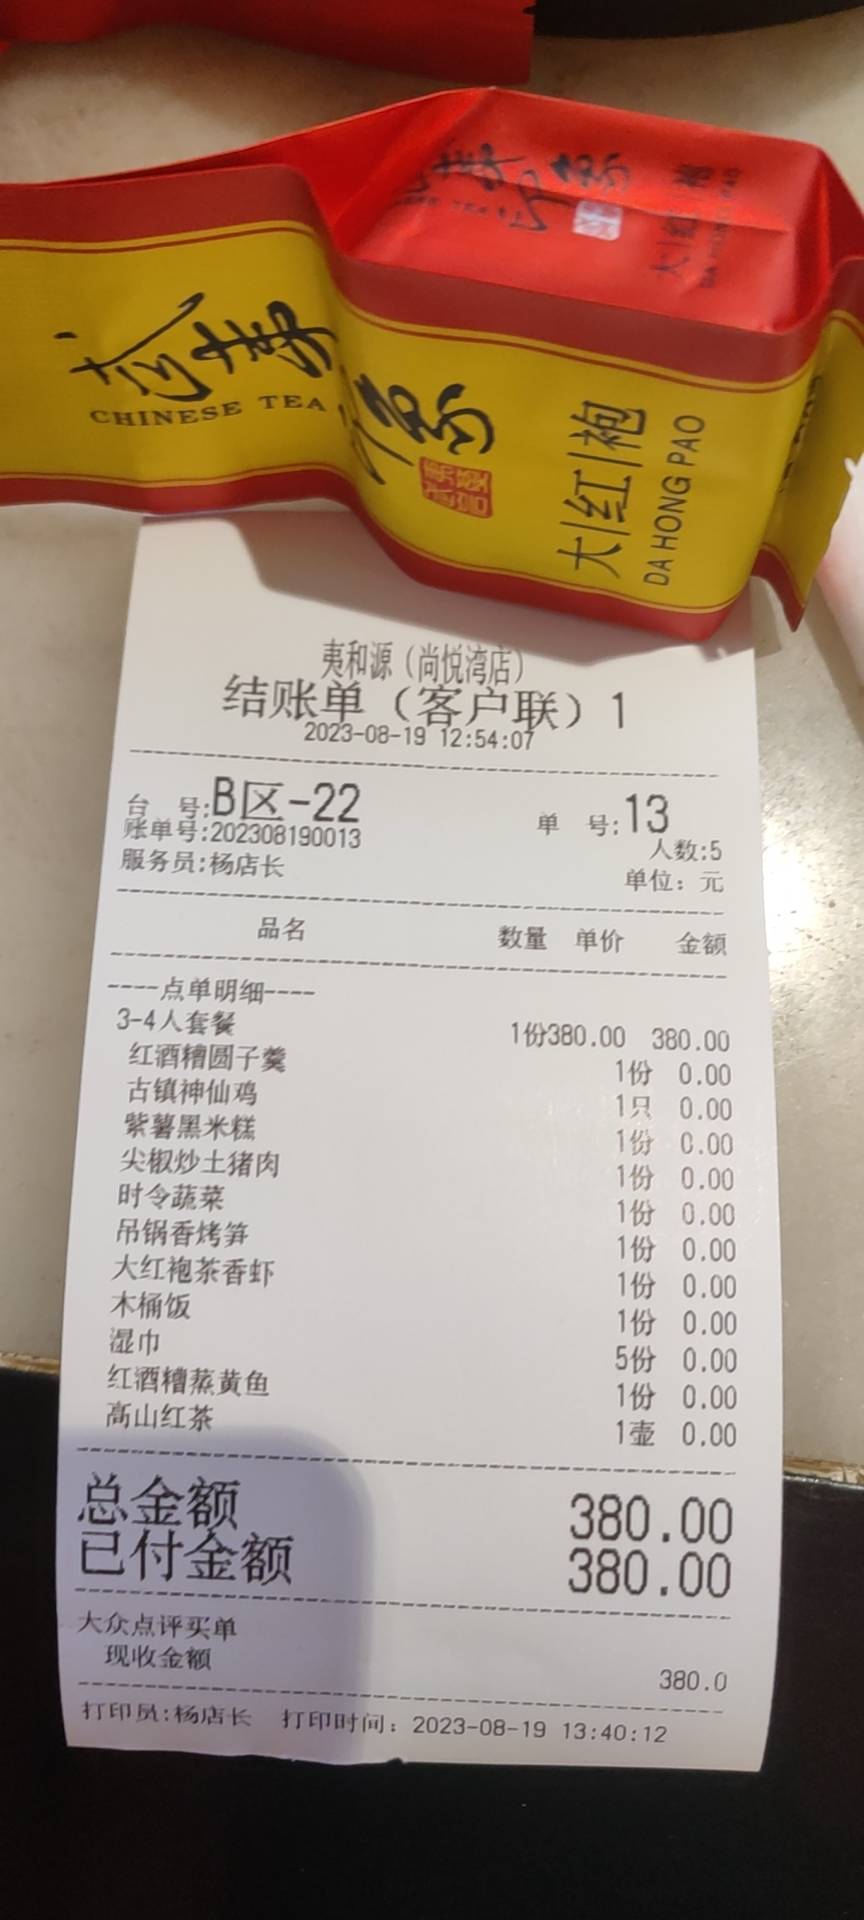 武夷
CHINESE TEA
印象
大红袍
DA HONG PAO
大红袍
夷和源（尚悦湾店）
结账单（客户联）1
2023-08-19 12:54:07
台 号:B区-22 单 号:13
账单号:202308190013 人数:5
服务员:杨店长 单位：元
品名 数量 单价 金额
----点单明细----
3-4人套餐 1份380.00 380.00
红酒糟圆子羹 1份 0.00
古镇神仙鸡 1只 0.00
紫薯黑米糕 1份 0.00
尖椒炒土猪肉 1份 0.00
时令蔬菜 1份 0.00
吊锅香烤笋 1份 0.00
大红袍茶香虾 1份 0.00
木桶饭 1份 0.00
湿巾 5份 0.00
红酒糟蒸黄鱼 1份 0.00
高山红茶 1壶 0.00
总金额 380.00
已付金额 380.00
大众点评买单
现收金额 380.0
打印员:杨店长 打印时间：2023-08-19 13:40:12